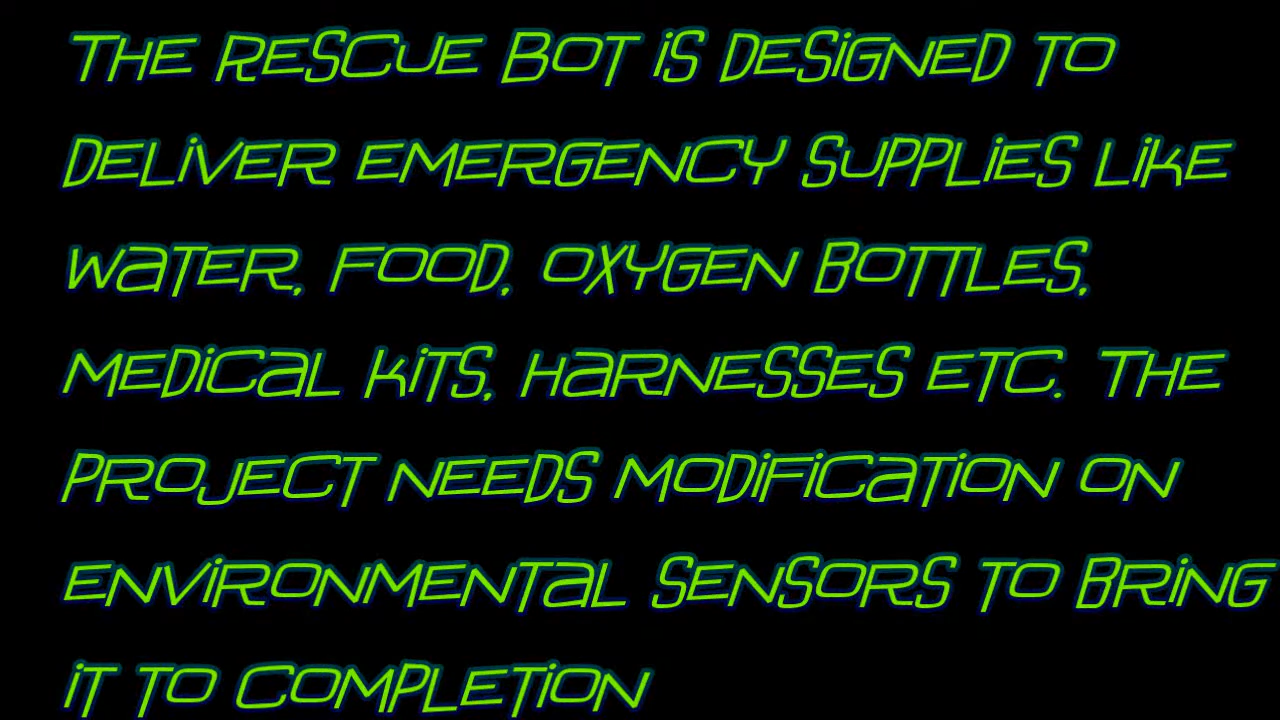 THE RESCUE BOT iS DESiGNED TO
DELiVER EMERGENCY SUPPLiES LiKE
WaTER, FOOD, OXYGEN BOTTLES,
MEDiCaL KiTS, HaRNESSES ETC. THE
PROJECT NEEDS MODiFiCaTiON ON
ENViRONMENTaL SENSORS TO BRiNG
iT TO COMPLETiON